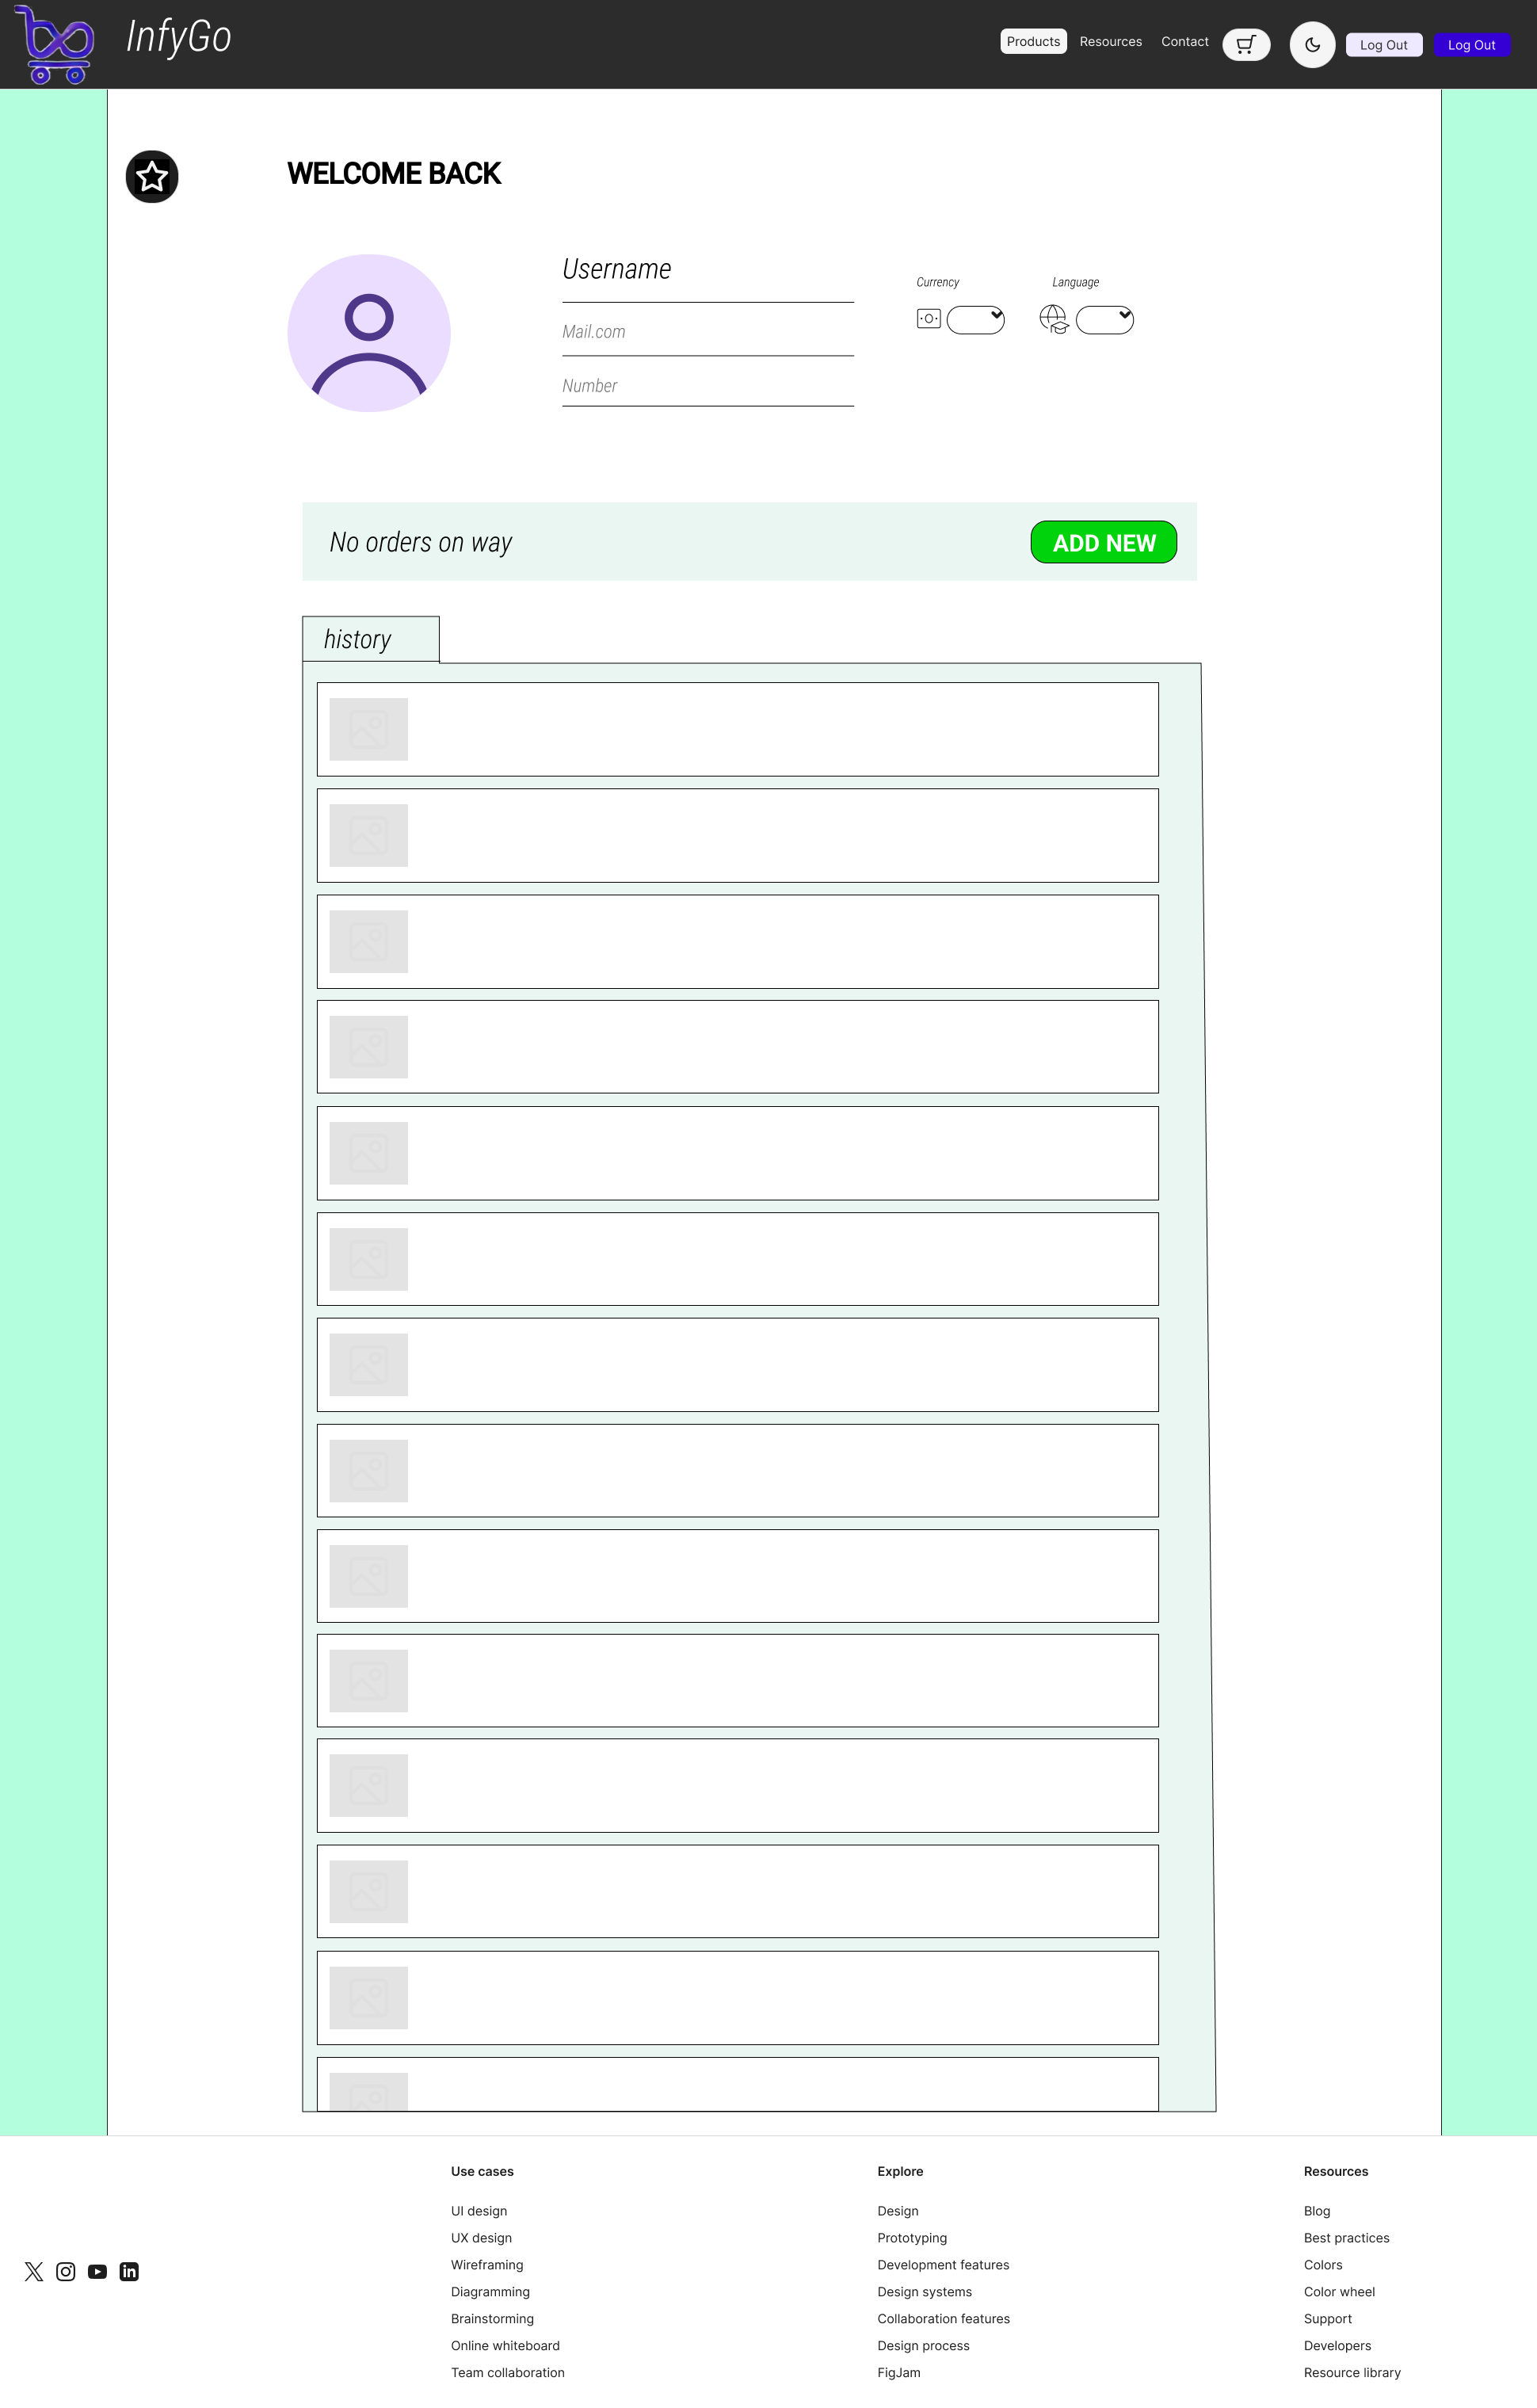 InfyGo
Products
Resources
Contact
Log Out
Log Out
WELCOME BACK
Username
Mail.com
Number
Currency
Language
No orders on way
ADD NEW
history
Use cases
UI design
UX design
Wireframing
Diagramming
Brainstorming
Online whiteboard
Team collaboration
Explore
Design
Prototyping
Development features
Design systems
Collaboration features
Design process
FigJam
Resources
Blog
Best practices
Colors
Color wheel
Support
Developers
Resource library